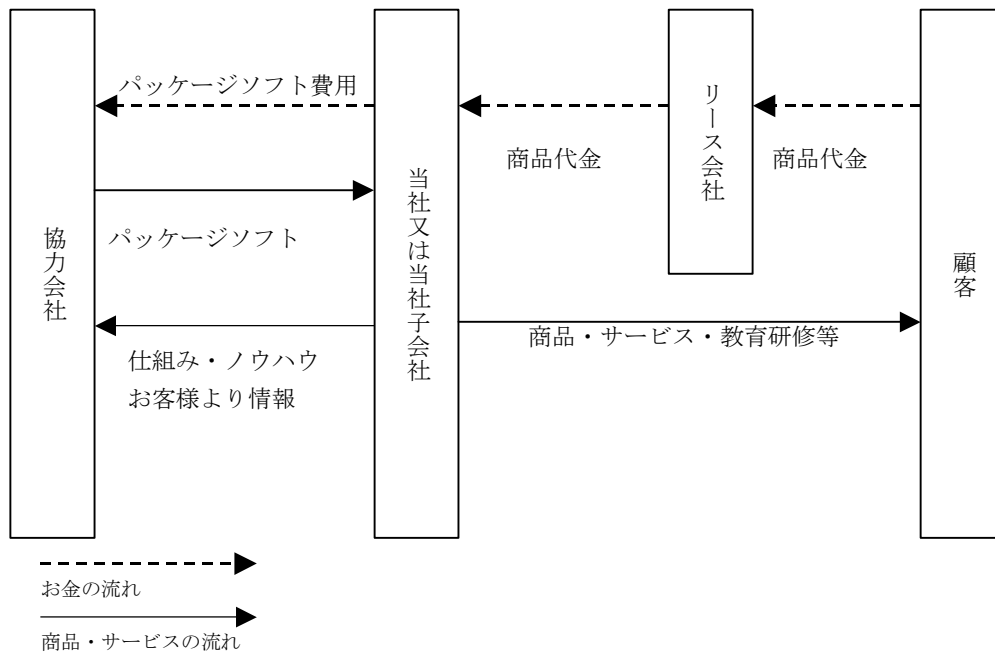 協力会社
パッケージソフト費用
パッケージソフト
仕組み・ノウハウ
お客様より情報
当社又は当社子会社
商品代金
リース会社
商品代金
商品・サービス・教育研修等
顧客
お金の流れ
商品・サービスの流れ